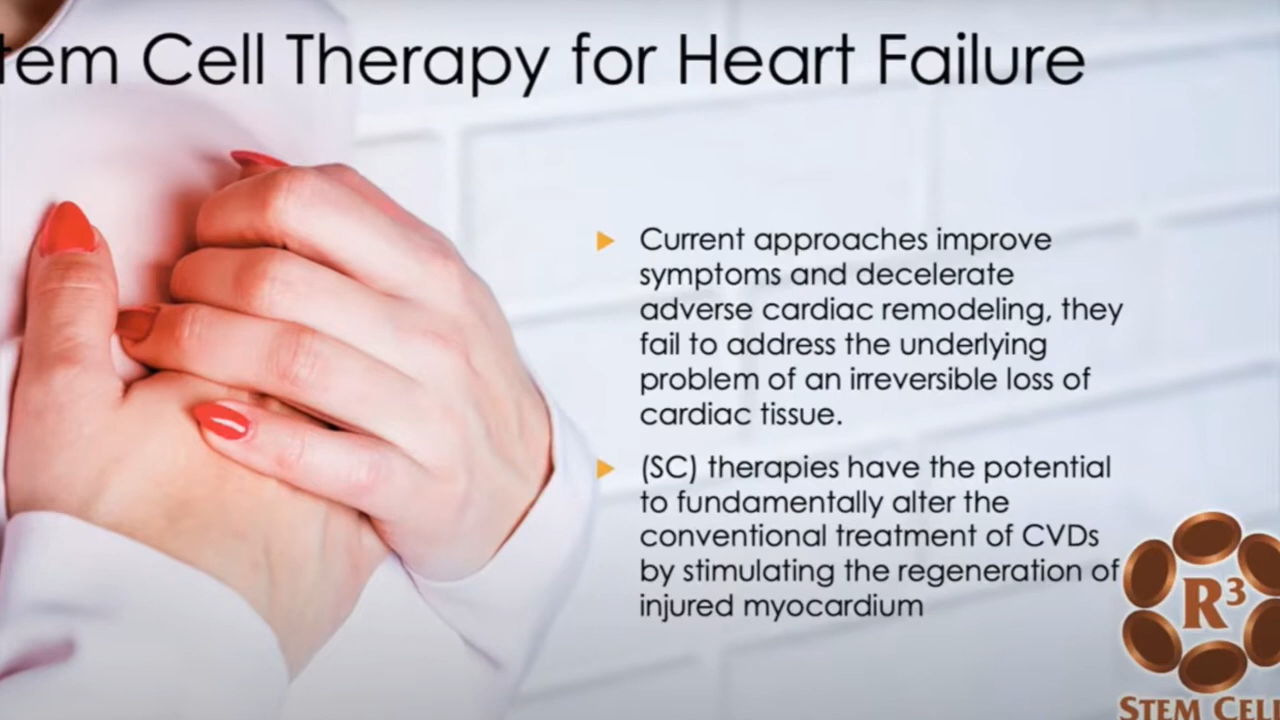 tem Cell Therapy for Heart Failure
Current approaches improve
symptoms and decelerate
adverse cardiac remodeling, they
fail to address the underlying
problem of an irreversible loss of
cardiac tissue.
(SC) therapies have the potential
to fundamentally alter the
conventional treatment of CVDs
by stimulating the regeneration of
injured myocardium
R³
STEM CELL